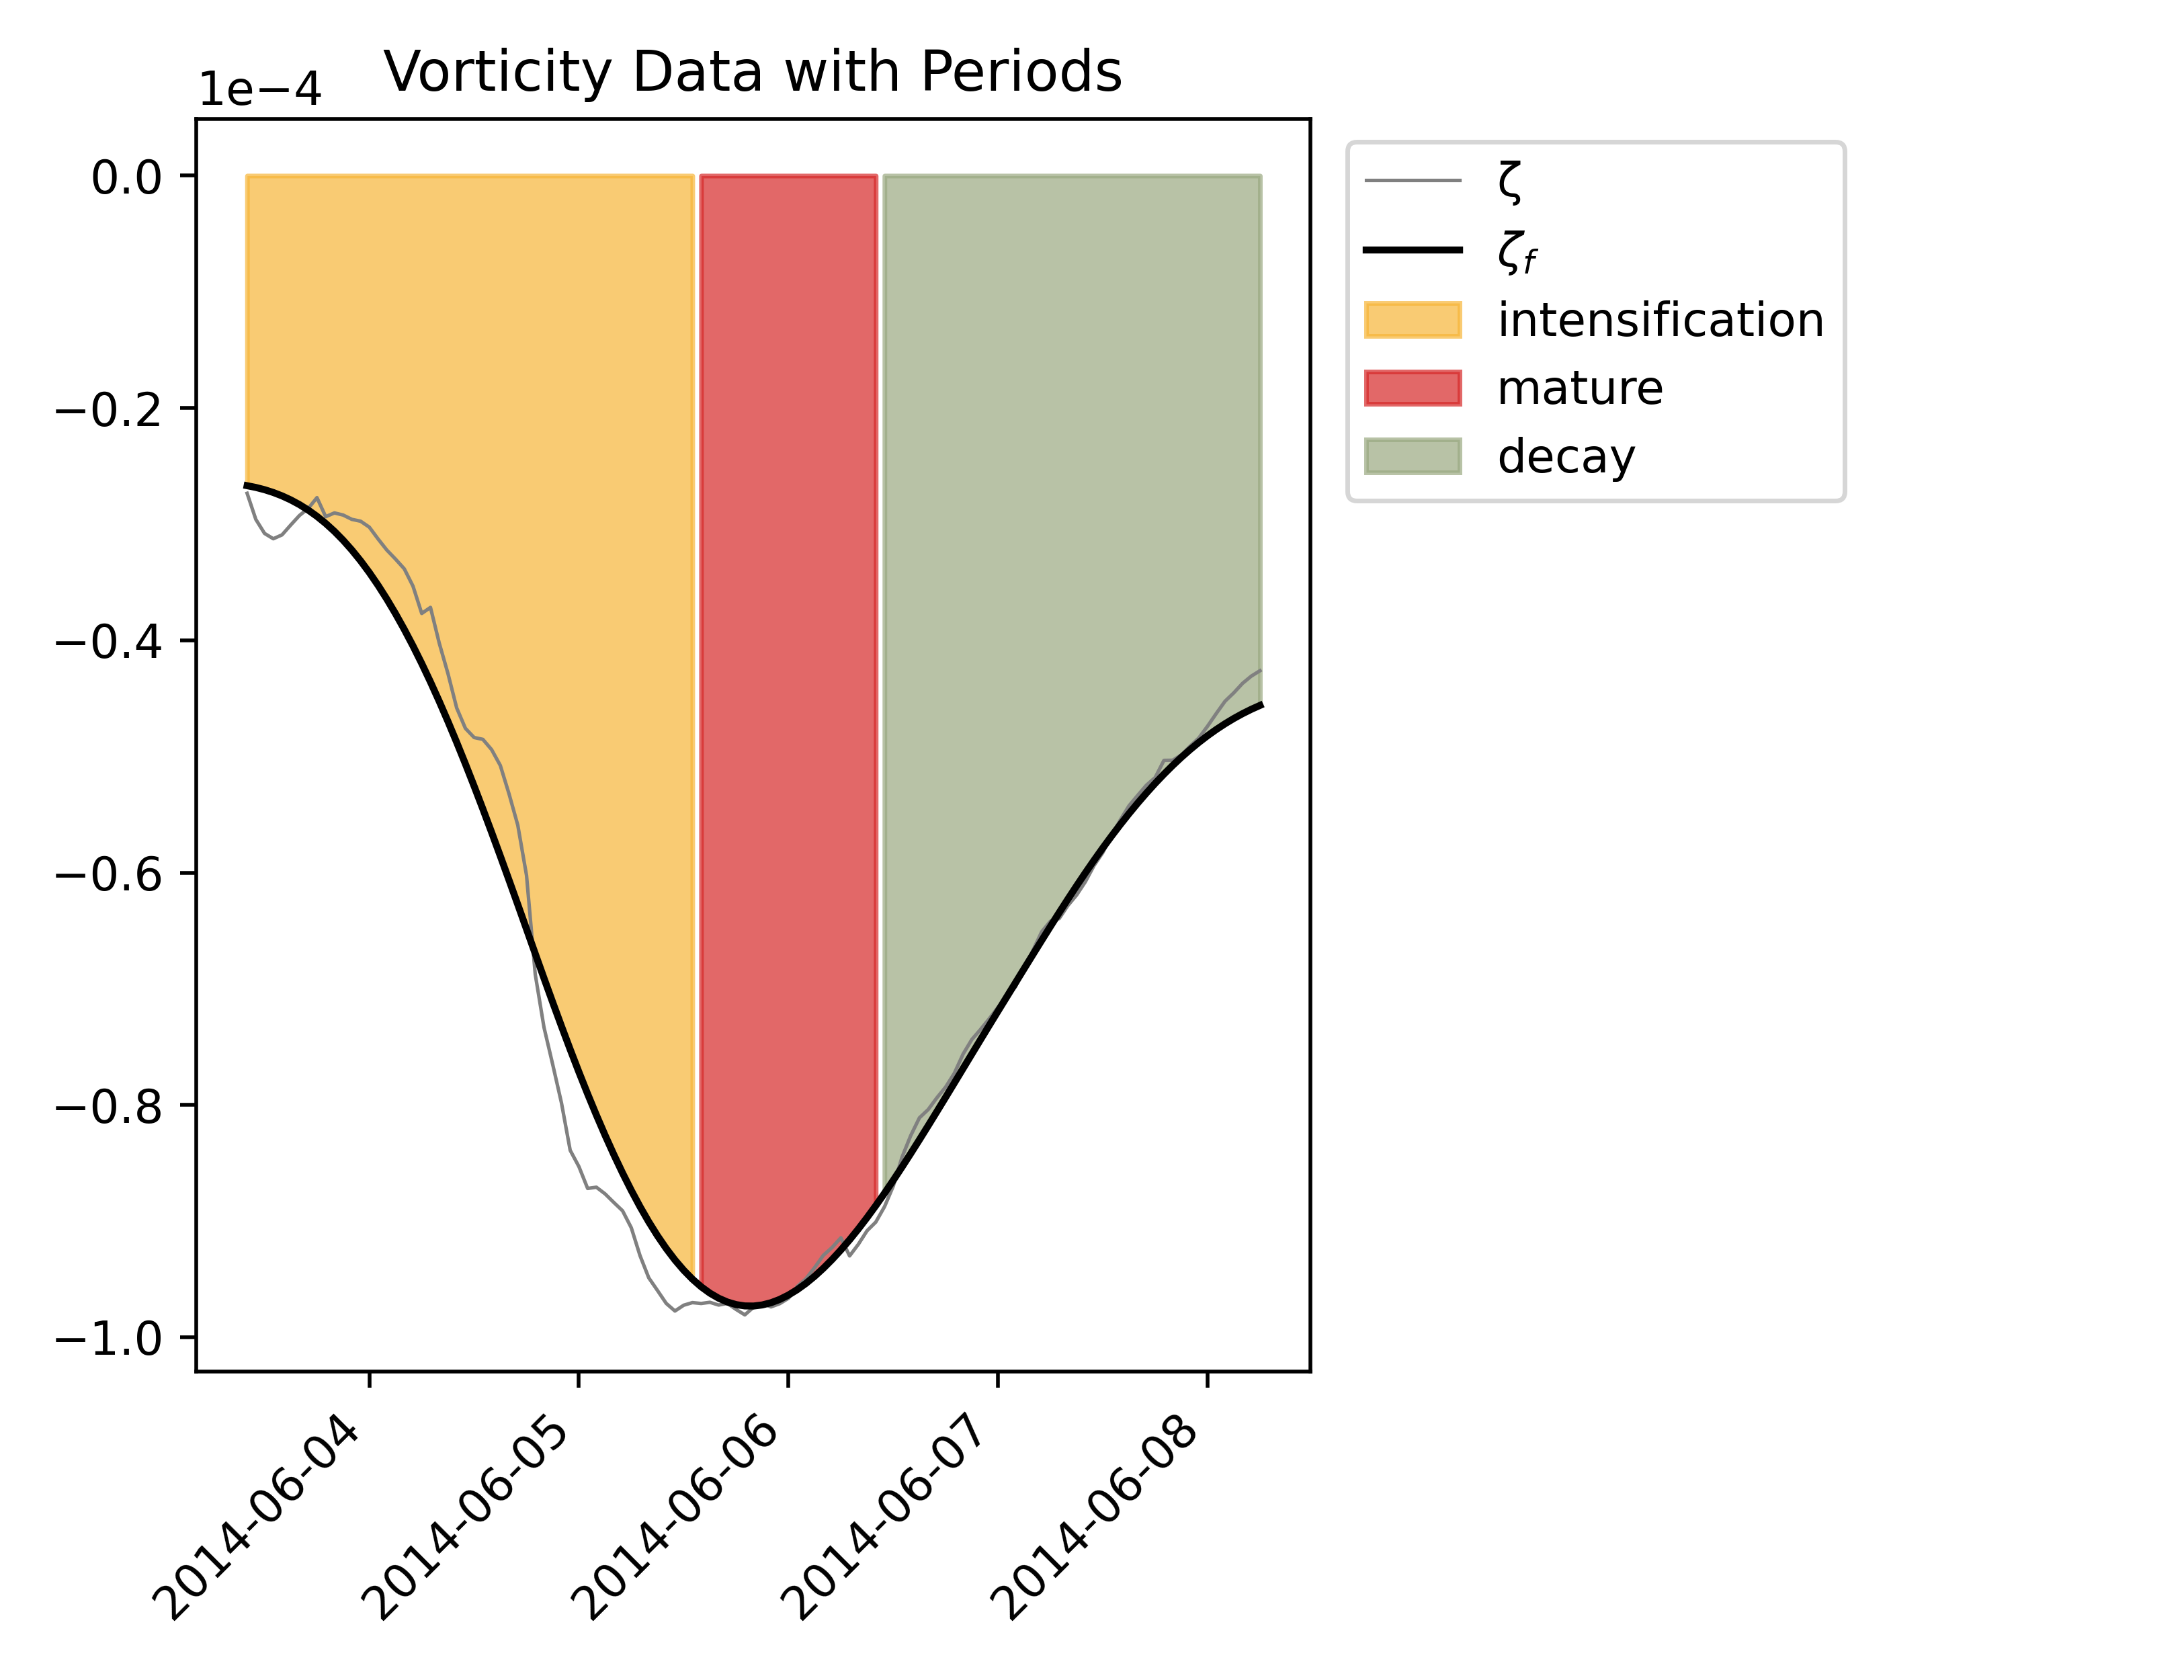 Vorticity Data with Periods
1e−4
0.0
−0.2
−0.4
−0.6
−0.8
−1.0
2014-06-04
2014-06-05
2014-06-06
2014-06-07
2014-06-08
ζ
ζf
intensification
mature
decay